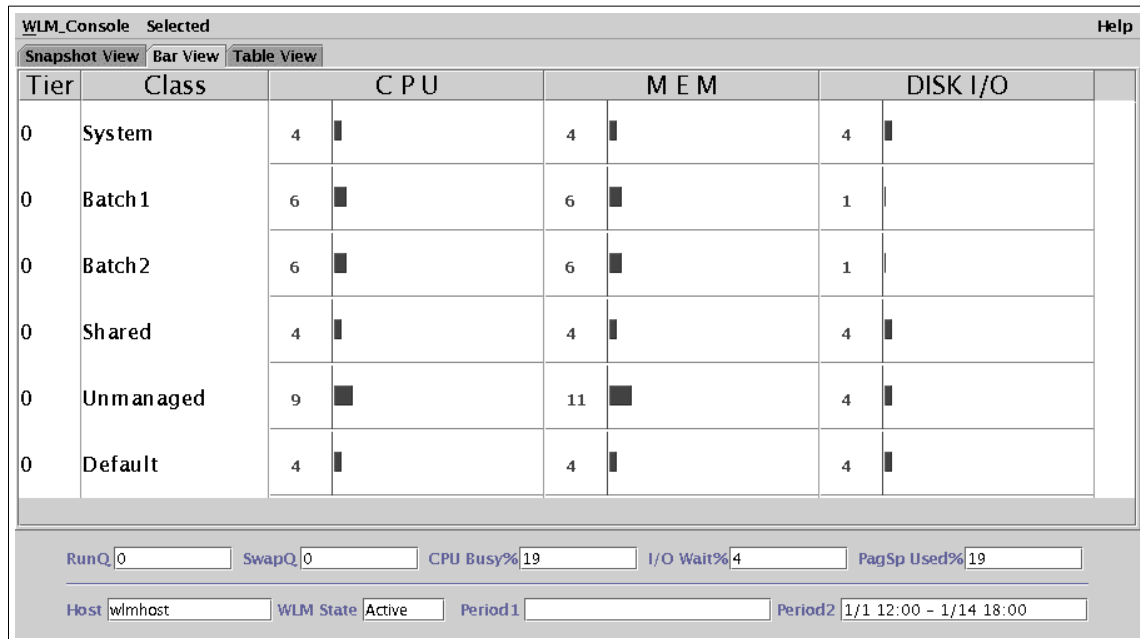 WLM_Console Selected Help
Snapshot View Bar View Table View
Tier Class CPU MEM DISK I/O
0 System 4 4 4
0 Batch1 6 6 1
0 Batch2 6 6 1
0 Shared 4 4 4
0 Unmanaged 9 11 4
0 Default 4 4 4
RunQ 0 SwapQ 0 CPU Busy% 19 I/O Wait% 4 PagSp Used% 19
Host wlmhost WLM State Active Period1 Period2 1/1 12:00 - 1/14 18:00